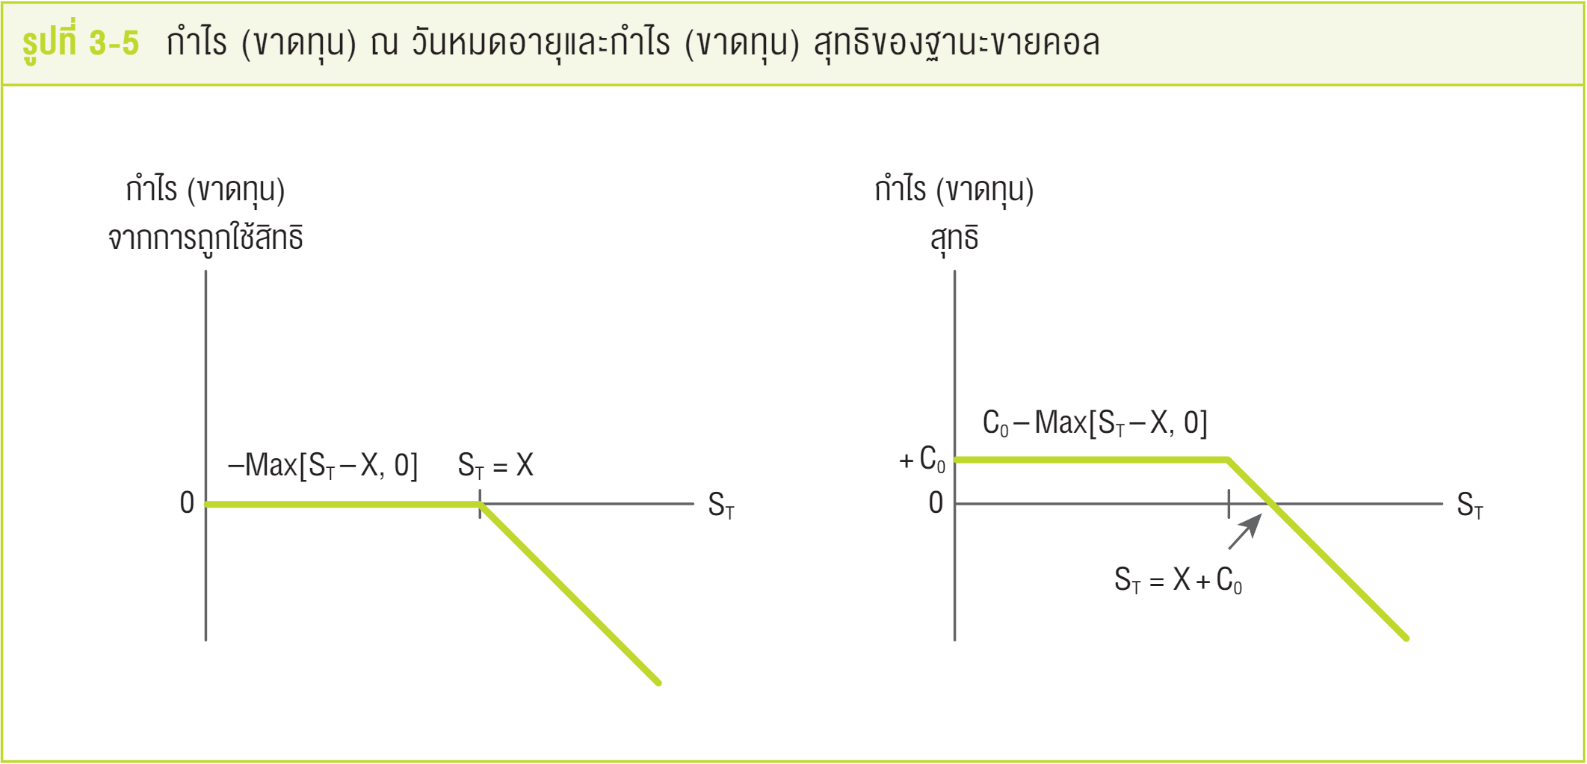 รูปที่ 3-5 กำไร (ขาดทุน) ณ วันหมดอายุและกำไร (ขาดทุน) สุทธิของฐานะขายคอล
กำไร (ขาดทุน)
จากการถูกใช้สิทธิ
–Max[S_T – X, 0]
S_T = X
0
S_T
กำไร (ขาดทุน)
สุทธิ
C_0 – Max[S_T – X, 0]
+ C_0
0
S_T
S_T = X + C_0